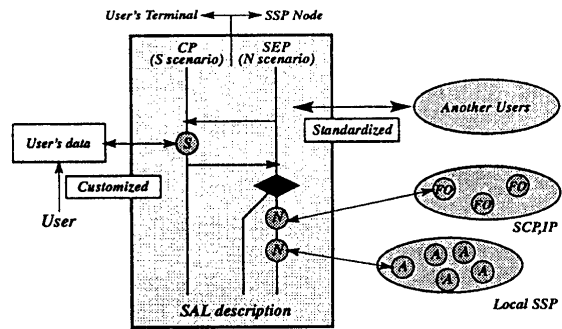 User's Terminal
SSP Node
CP
(S scenario)
SEP
(N scenario)
Another Users
Standardized
User's data
S
Customized
User
N
N
FO
FO
FO
SCP,IP
A
A
A
A
A
Local SSP
SAL description